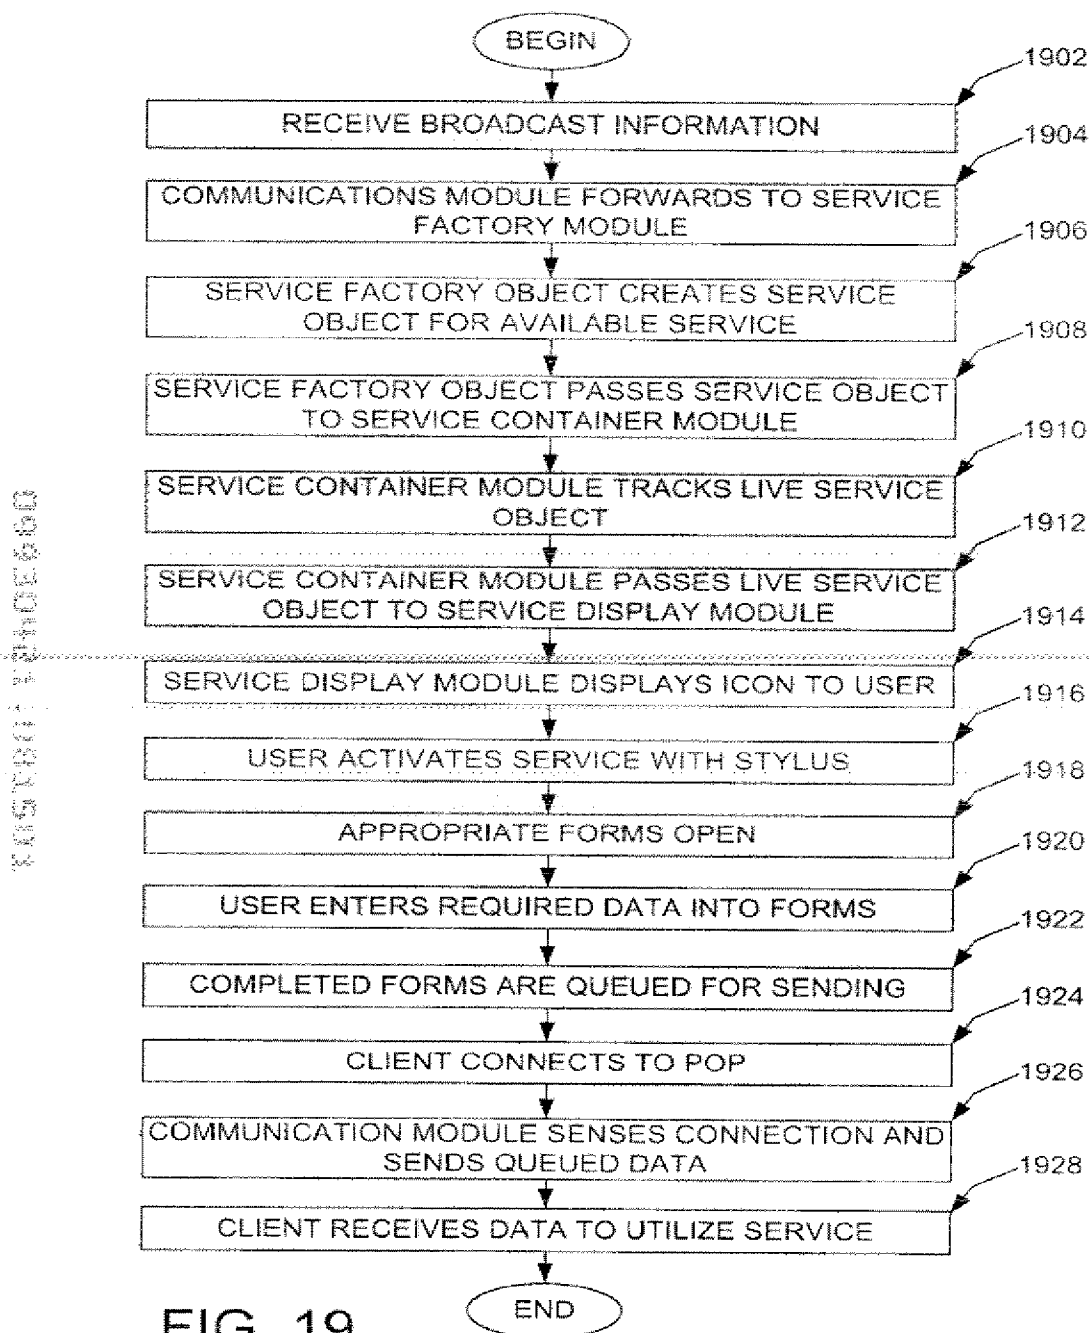 BEGIN
1902
RECEIVE BROADCAST INFORMATION
1904
COMMUNICATIONS MODULE FORWARDS TO SERVICE
FACTORY MODULE
1906
SERVICE FACTORY OBJECT CREATES SERVICE
OBJECT FOR AVAILABLE SERVICE
1908
SERVICE FACTORY OBJECT PASSES SERVICE OBJECT
TO SERVICE CONTAINER MODULE
1910
SERVICE CONTAINER MODULE TRACKS LIVE SERVICE
OBJECT
1912
SERVICE CONTAINER MODULE PASSES LIVE SERVICE
OBJECT TO SERVICE DISPLAY MODULE
1914
SERVICE DISPLAY MODULE DISPLAYS ICON TO USER
1916
USER ACTIVATES SERVICE WITH STYLUS
1918
APPROPRIATE FORMS OPEN
1920
USER ENTERS REQUIRED DATA INTO FORMS
1922
COMPLETED FORMS ARE QUEUED FOR SENDING
1924
CLIENT CONNECTS TO POP
1926
COMMUNICATION MODULE SENSES CONNECTION AND
SENDS QUEUED DATA
1928
CLIENT RECEIVES DATA TO UTILIZE SERVICE
END
FIG. 19